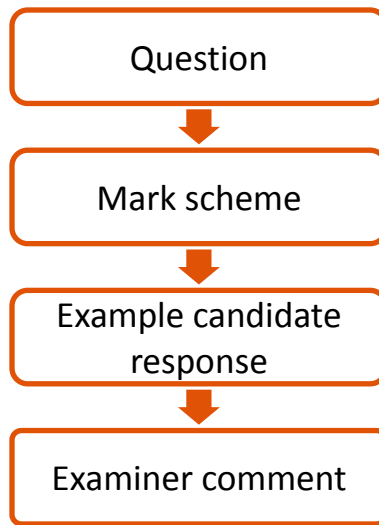 Question
Mark scheme
Example candidate
response
Examiner comment